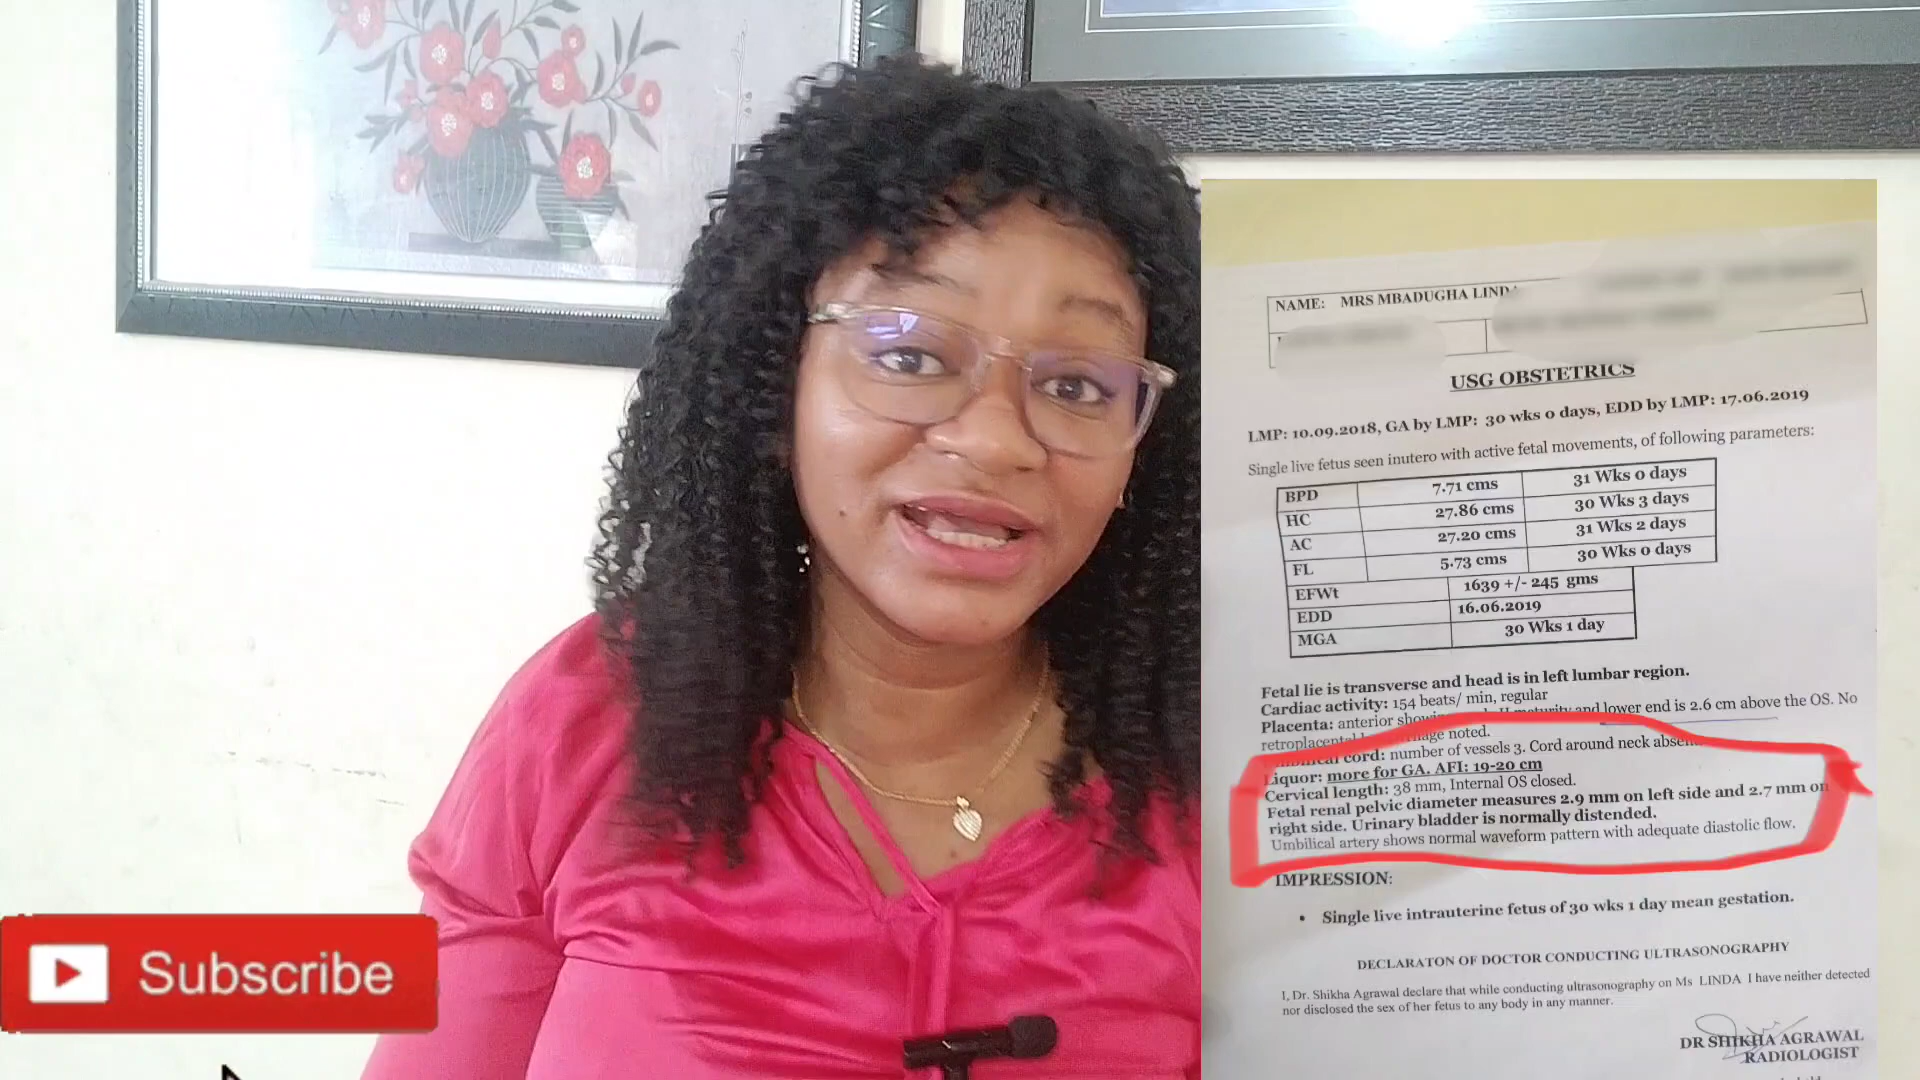 NAME: MRS MBADUGHA LINDA
USG OBSTETRICS
LMP: 10.09.2018, GA by LMP: 30 wks 0 days, EDD by LMP: 17.06.2019
Single live fetus seen inutero with active fetal movements, of following parameters:
BPD 7.71 cms 31 Wks 0 days
HC 27.86 cms 30 Wks 3 days
AC 27.20 cms 31 Wks 2 days
FL 5.73 cms 30 Wks 0 days
EFWt 1639 +/- 245 gms
EDD 16.06.2019
MGA 30 Wks 1 day
Fetal lie is transverse and head is in left lumbar region.
Cardiac activity: 154 beats/ min, regular
Placenta: anterior II maturity and lower end is 2.6 cm above the OS. No
noted.
cord: number of vessels 3. Cord around neck
Liquor: more for GA. AFI: 19-20 cm
Cervical length: 38 mm, Internal OS closed.
Fetal renal pelvic diameter measures 2.9 mm on left side and 2.7 mm on
right side. Urinary bladder is normally distended.
Umbilical artery shows normal waveform pattern with adequate diastolic flow.
IMPRESSION:
• Single live intrauterine fetus of 30 wks 1 day mean gestation.
DECLARATON OF DOCTOR CONDUCTING ULTRASONOGRAPHY
I, Dr. Shikha Agrawal declare that while conducting ultrasonography on Ms LINDA I have neither detected
nor disclosed the sex of her fetus to any body in any manner.
DR SHIKHA AGRAWAL
RADIOLOGIST
Subscribe